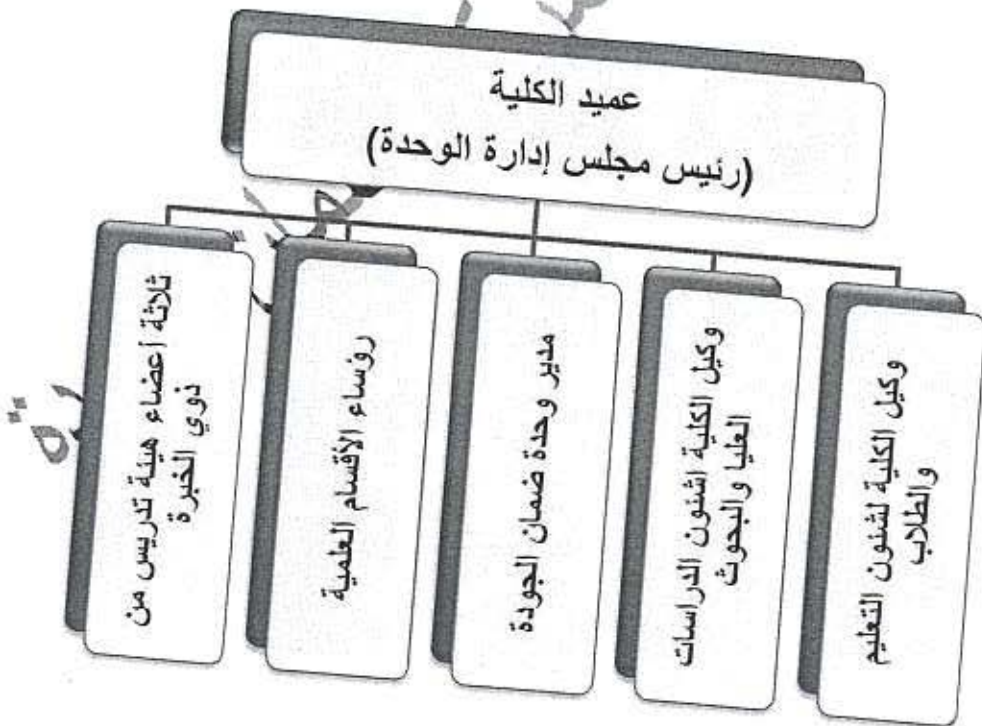 عميد الكلية
(رئيس مجلس إدارة الوحدة)
وكيل الكلية لشئون التعليم
والطلاب
وكيل الكلية اشئون الدراسات
العليا والبحوث
مدير وحدة ضمان الجودة
رؤساء الأقسام العلمية
ثلاثة أعضاء هيئة تدريس من
ذوي الخبرة